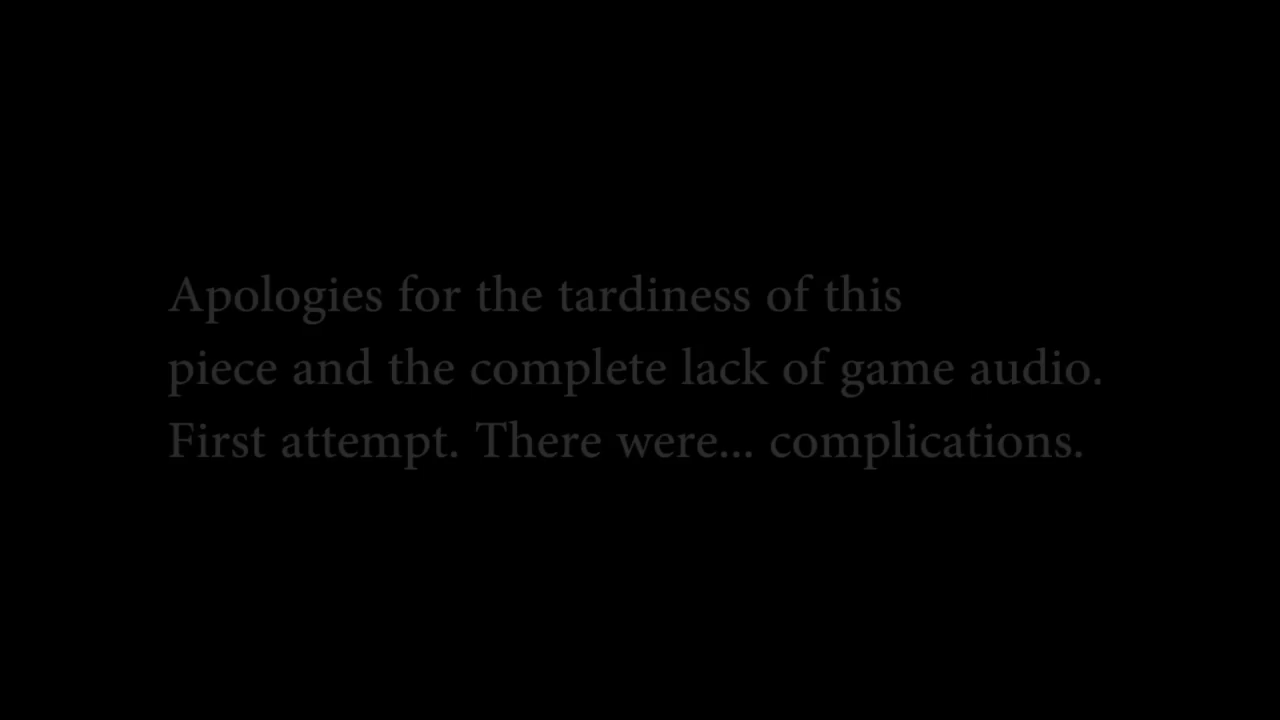 Apologies for the tardiness of this
piece and the complete lack of game audio.
First attempt. There were... complications.